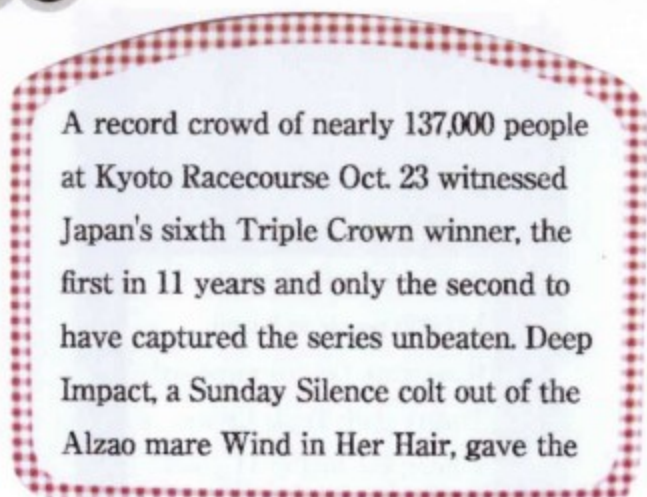 A record crowd of nearly 137,000 people
at Kyoto Racecourse Oct. 23 witnessed
Japan's sixth Triple Crown winner, the
first in 11 years and only the second to
have captured the series unbeaten. Deep
Impact, a Sunday Silence colt out of the
Alzao mare Wind in Her Hair, gave the